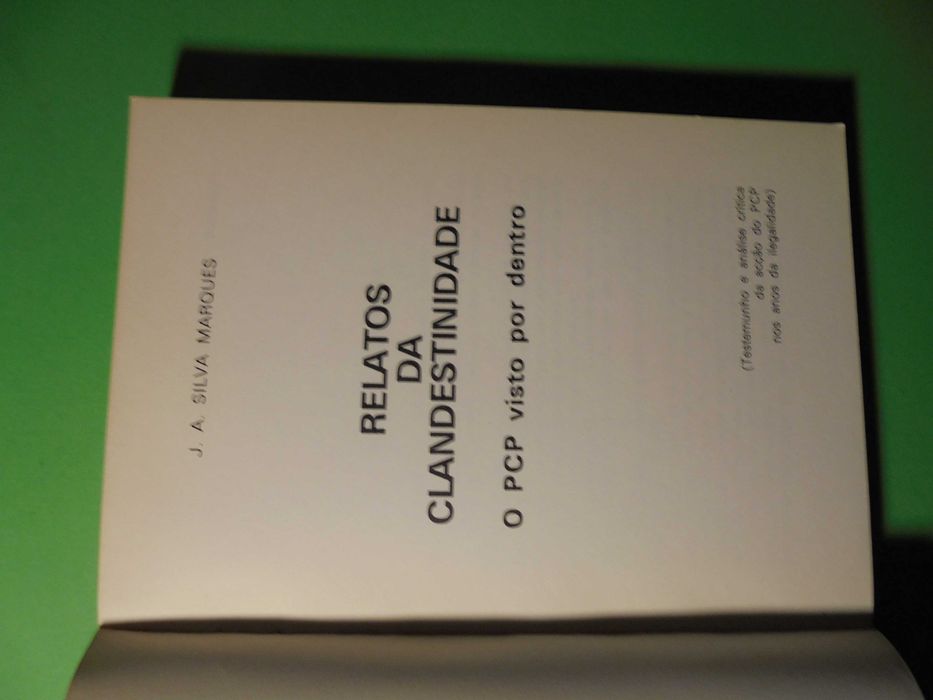 J. A. SILVA MARQUES
RELATOS
DA
CLANDESTINIDADE
O PCP visto por dentro
(Testemunho e análise crítica
da acção do PCP
nos anos da ilegalidade)